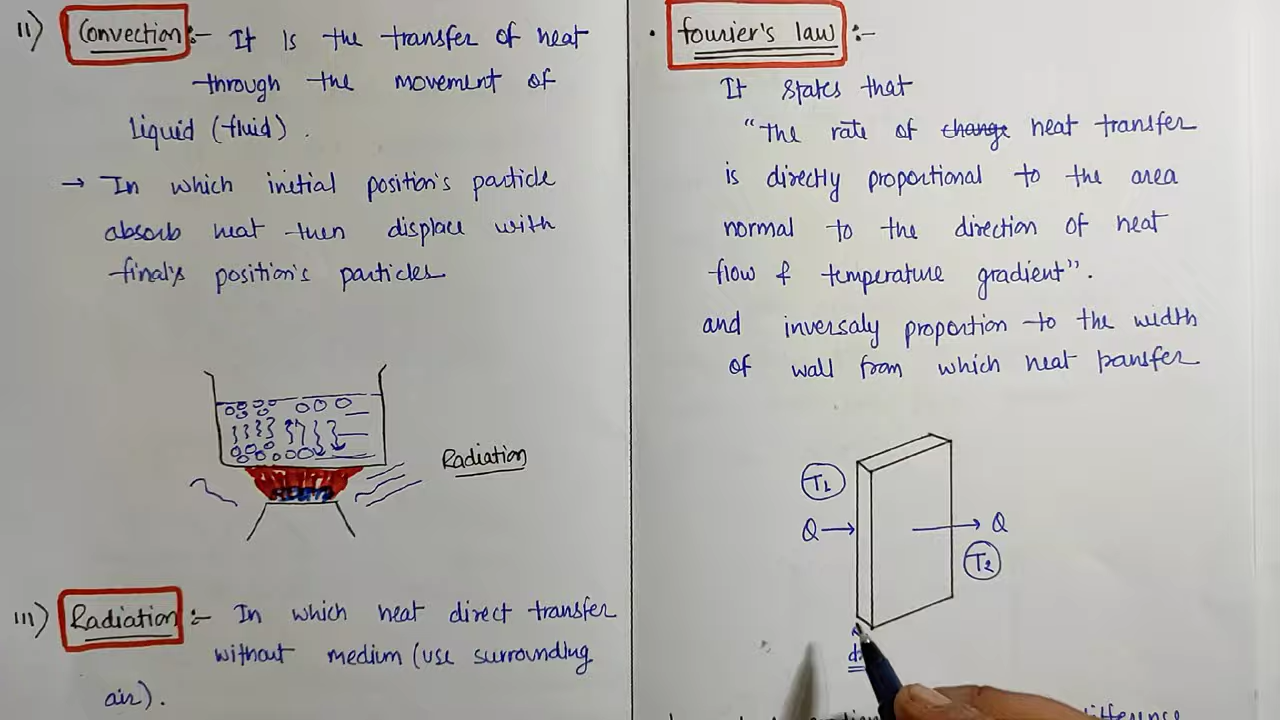 11) Convection :- It is the transfer of heat
through the movement of
liquid (fluid).
→ In which initial position's particle
absorb heat then displace with
final's position's particles
Radiation
111) Radiation :- In which heat direct transfer
without medium (use surrounding
air).
• fourier's law :-
It states that
"the rate of change heat transfer
is directly proportional to the area
normal to the direction of heat
flow & temperature gradient".
and inversaly proportion to the width
of wall from which heat transfer
T1
Q → → Q
T2